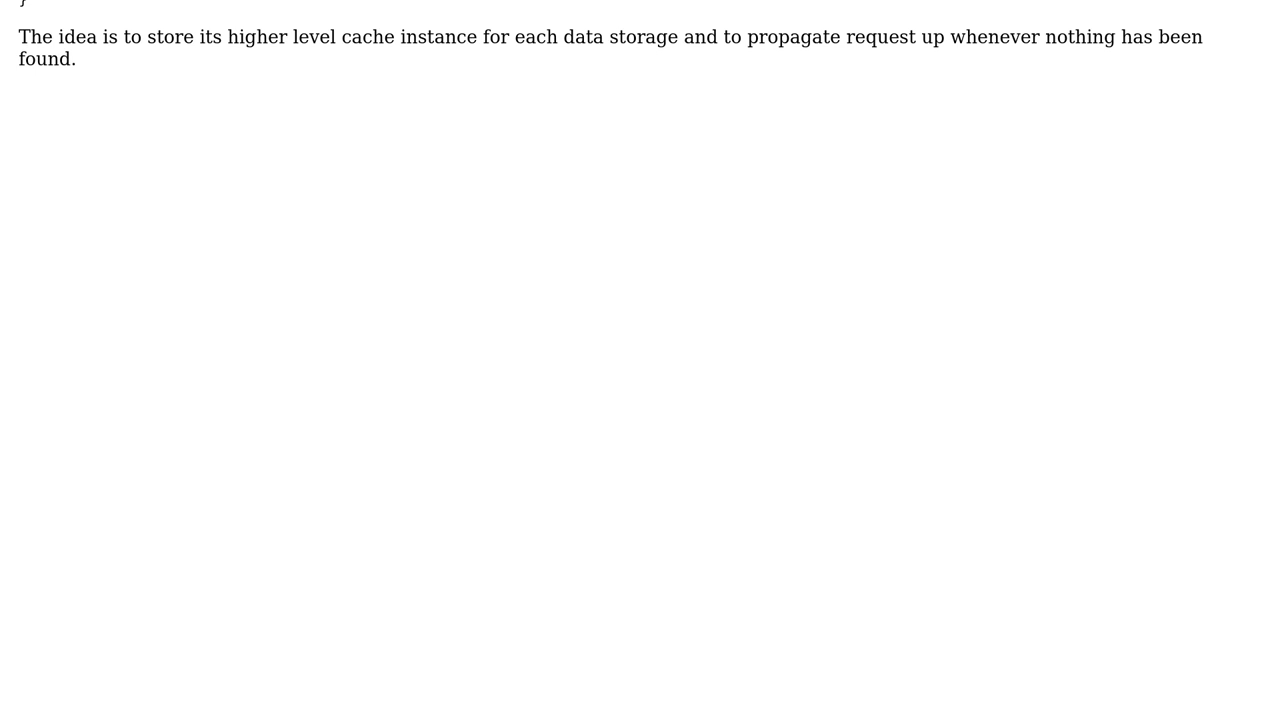 }
The idea is to store its higher level cache instance for each data storage and to propagate request up whenever nothing has been
found.